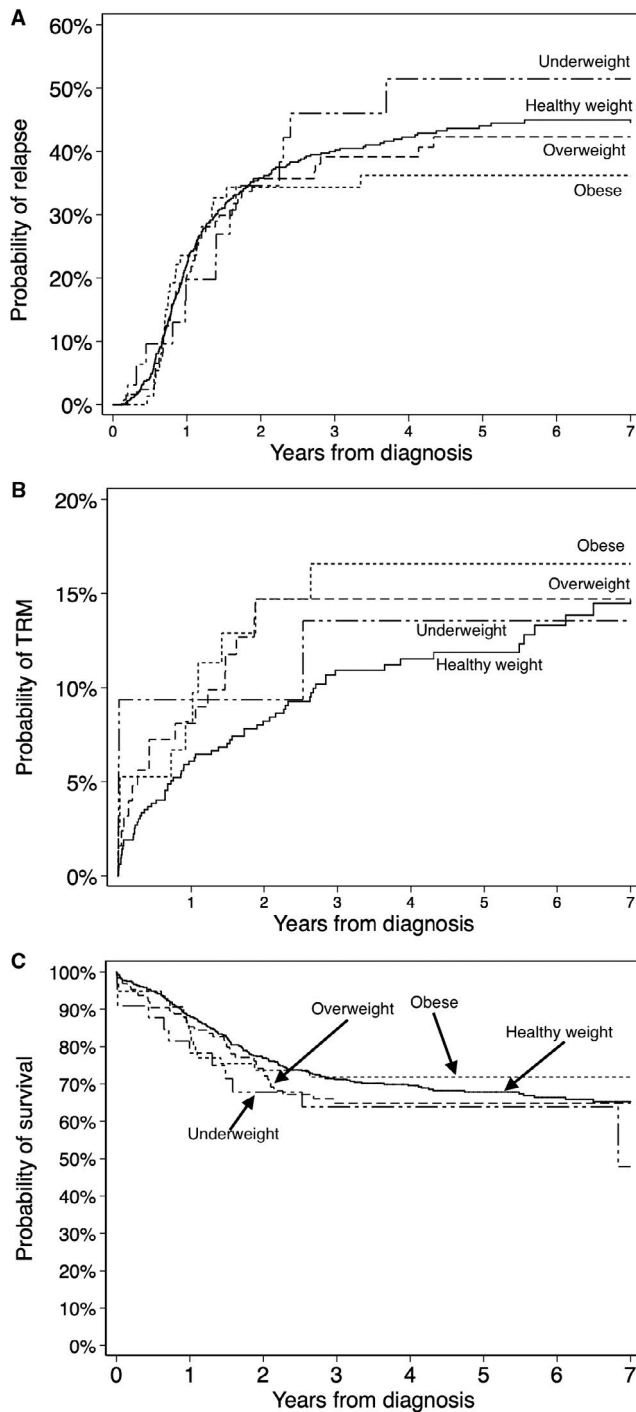 A
60%
50%
40%
30%
20%
10%
0%
Probability of relapse
Underweight
Healthy weight
Overweight
Obese
0 1 2 3 4 5 6 7
Years from diagnosis
B
20%
15%
10%
5%
0%
Probability of TRM
Obese
Overweight
Underweight
Healthy weight
1 2 3 4 5 6 7
Years from diagnosis
C
100%
90%
80%
70%
60%
50%
40%
30%
20%
10%
0%
Probability of survival
Overweight
Obese
Healthy weight
Underweight
0 1 2 3 4 5 6 7
Years from diagnosis